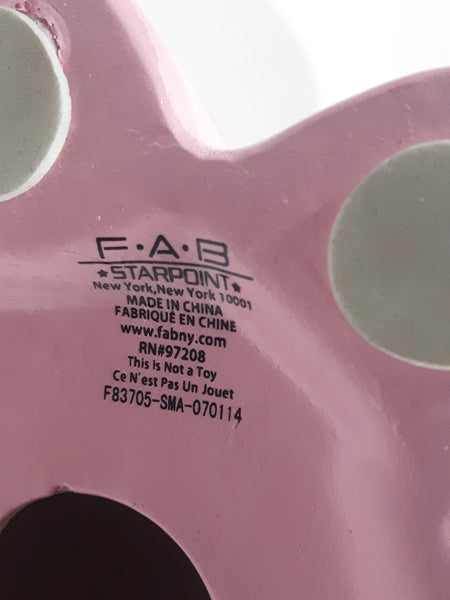 F·A·B
★STARPOINT★
New York, New York 10001
MADE IN CHINA
FABRIQUÉ EN CHINE
www.fabny.com
RN#97208
This Is Not a Toy
Ce N'est Pas Un Jouet
F83705-SMA-070114